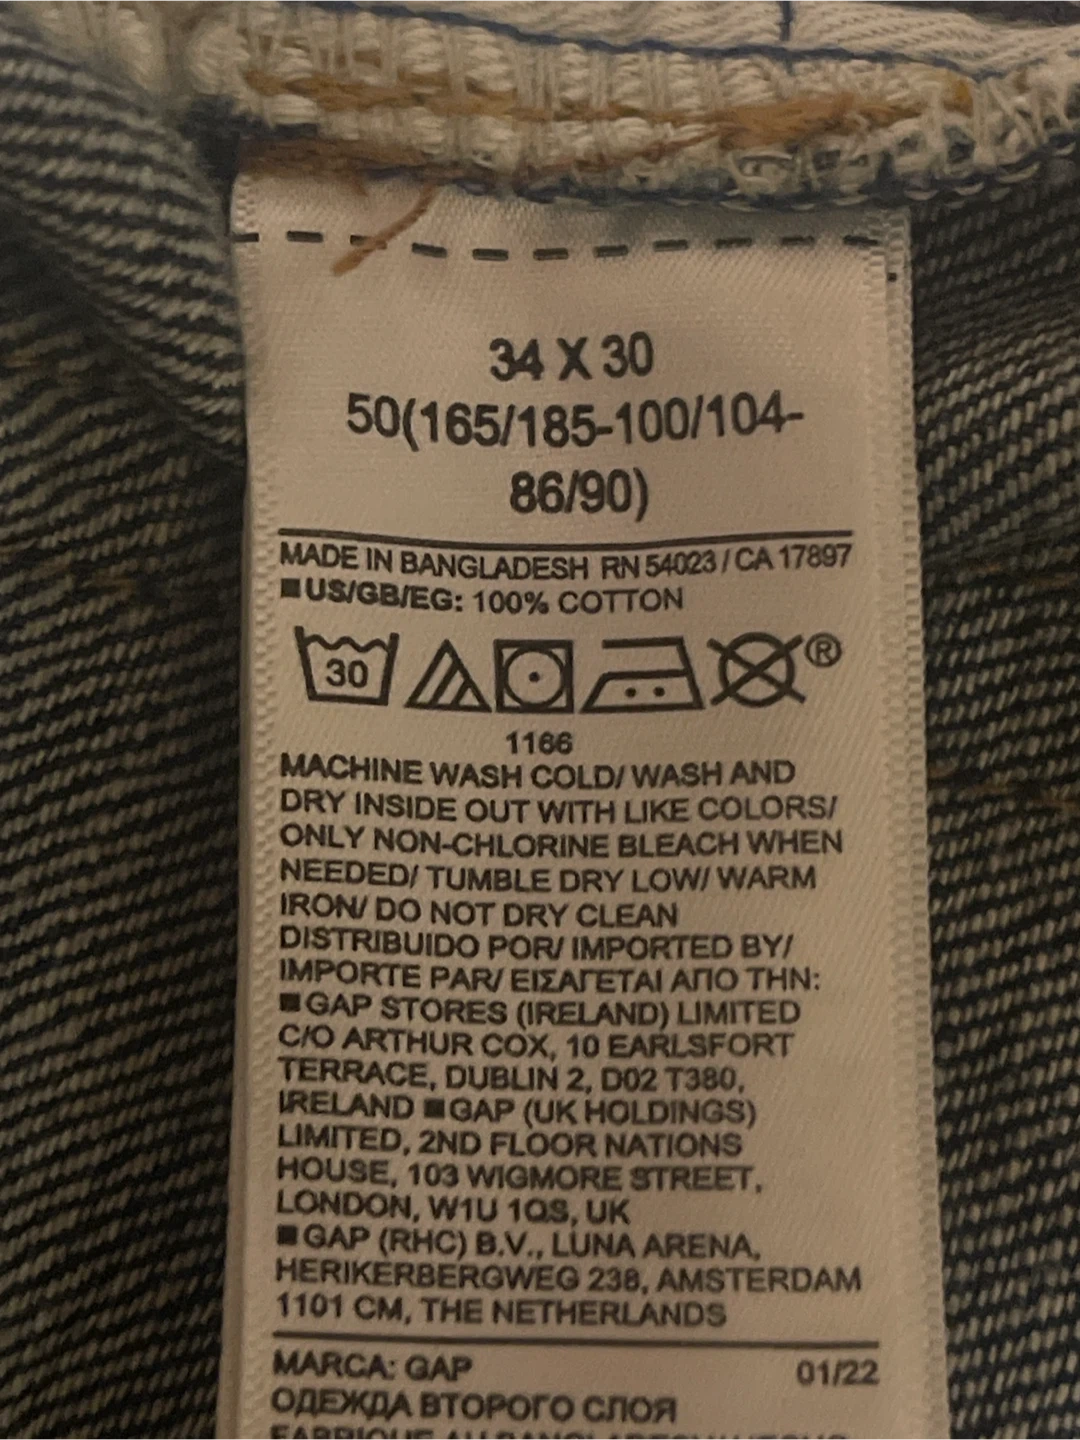 34 X 30
50(165/185-100/104-
86/90)
MADE IN BANGLADESH RN 54023 / CA 17897
■US/GB/EG: 100% COTTON
30 ®
1166
MACHINE WASH COLD/ WASH AND
DRY INSIDE OUT WITH LIKE COLORS/
ONLY NON-CHLORINE BLEACH WHEN
NEEDED/ TUMBLE DRY LOW/ WARM
IRON/ DO NOT DRY CLEAN
DISTRIBUIDO POR/ IMPORTED BY/
IMPORTE PAR/ ΕΙΣΑΓΕΤΑΙ ΑΠΟ ΤΗΝ:
■GAP STORES (IRELAND) LIMITED
C/O ARTHUR COX, 10 EARLSFORT
TERRACE, DUBLIN 2, D02 T380,
IRELAND ■GAP (UK HOLDINGS)
LIMITED, 2ND FLOOR NATIONS
HOUSE, 103 WIGMORE STREET,
LONDON, W1U 1QS, UK
■GAP (RHC) B.V., LUNA ARENA,
HERIKERBERGWEG 238, AMSTERDAM
1101 CM, THE NETHERLANDS
MARCA: GAP 01/22
ОДЕЖДА ВТОРОГО СЛОЯ
FABRIQUE AU